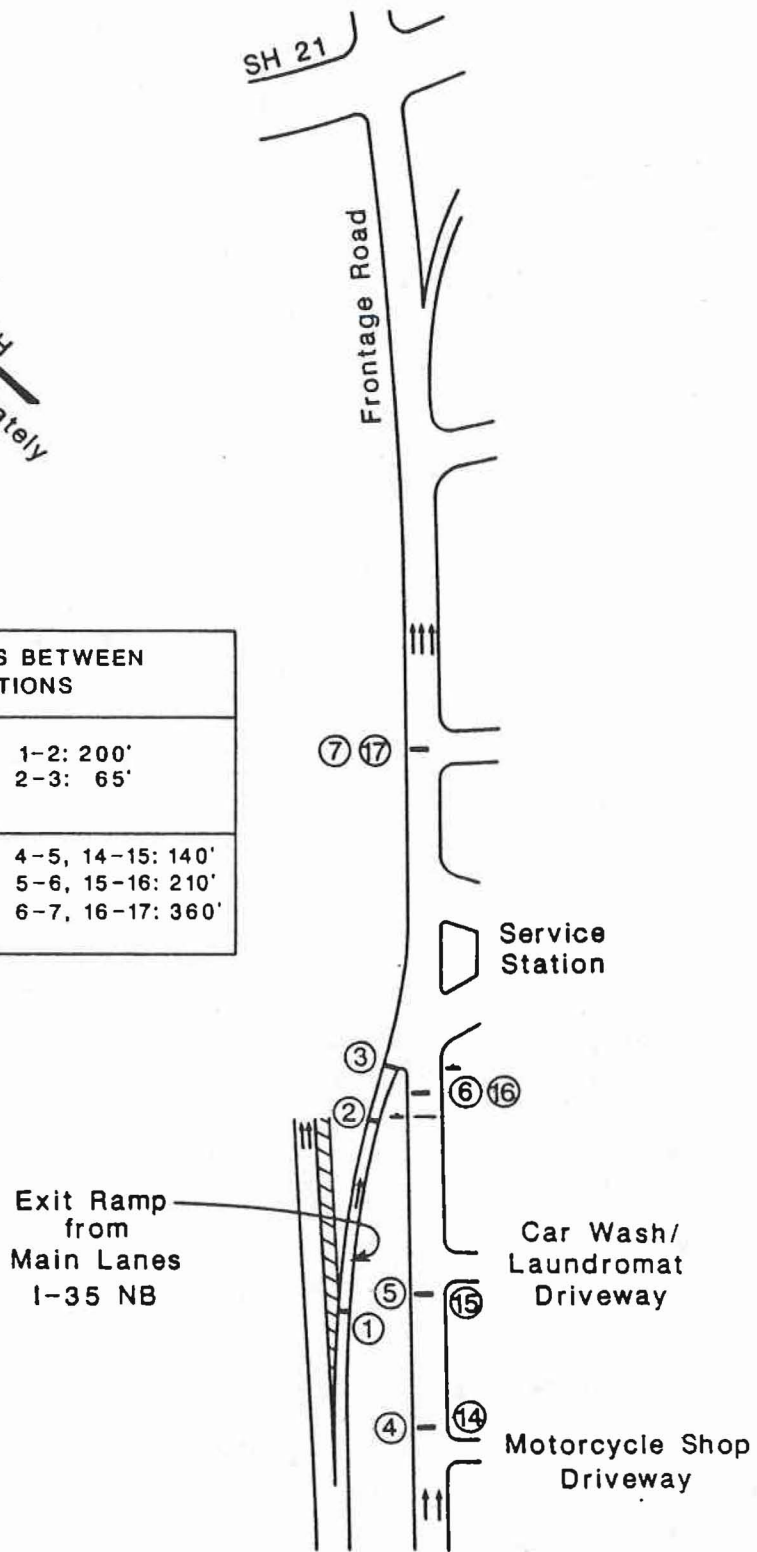 SH 21
Frontage Road
BETWEEN
1-2: 200'
2-3: 65'
4-5, 14-15: 140'
5-6, 15-16: 210'
6-7, 16-17: 360'
7 17
Service
Station
3
6 16
2
Exit Ramp
from
Main Lanes
I-35 NB
Car Wash/
Laundromat
Driveway
5
15
1
14
4
Motorcycle Shop
Driveway